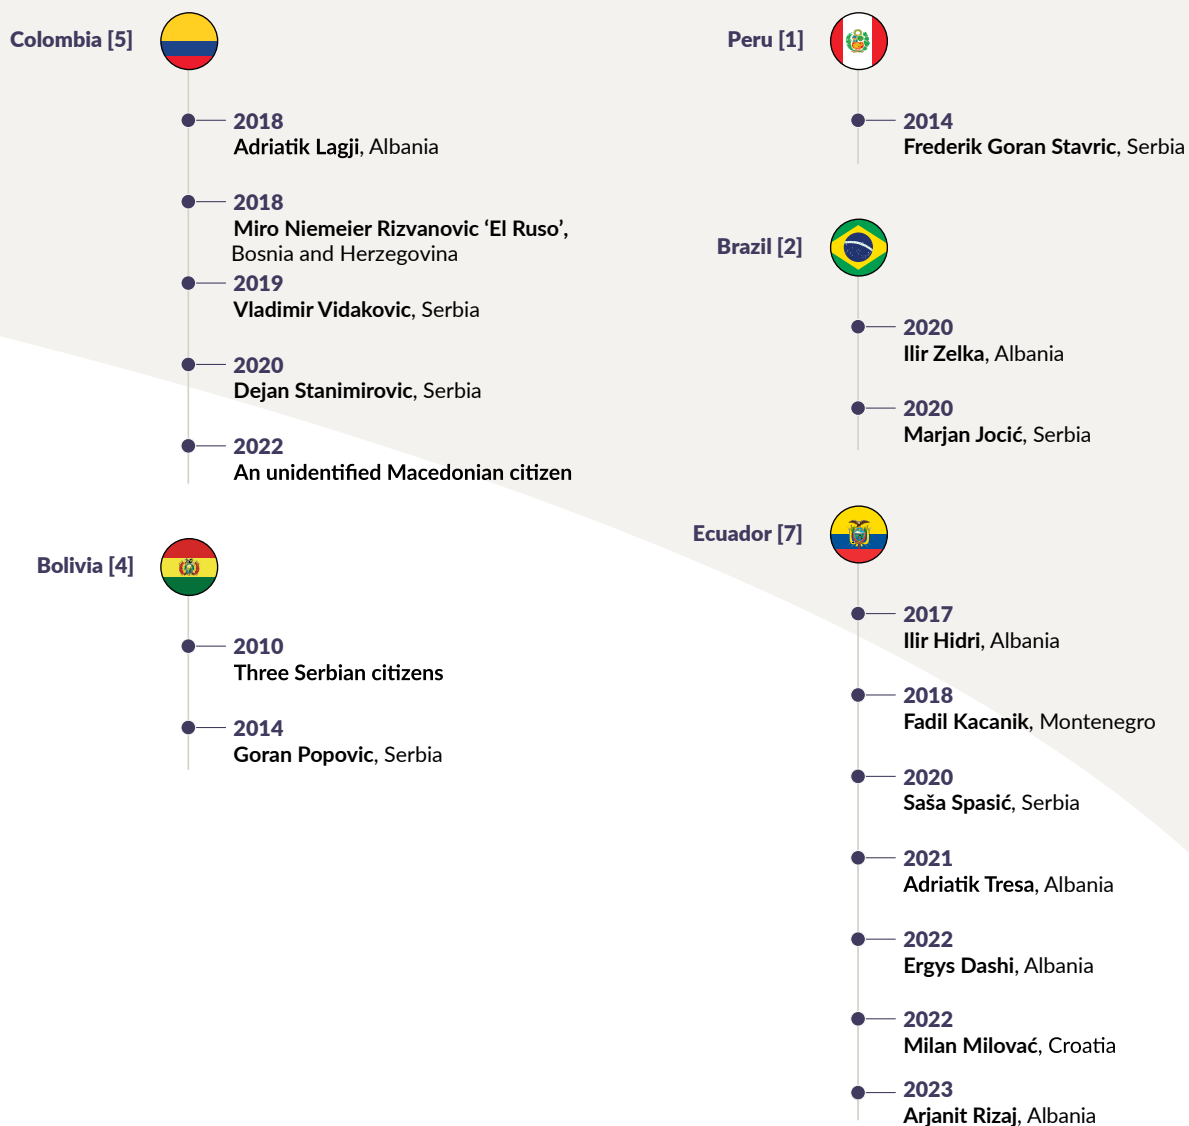 Colombia [5]
2018
Adriatik Lagji, Albania
2018
Miro Niemeier Rizvanovic ‘El Ruso’,
Bosnia and Herzegovina
2019
Vladimir Vidakovic, Serbia
2020
Dejan Stanimirovic, Serbia
2022
An unidentified Macedonian citizen
Bolivia [4]
2010
Three Serbian citizens
2014
Goran Popovic, Serbia
Peru [1]
2014
Frederik Goran Stavric, Serbia
Brazil [2]
2020
Ilir Zelka, Albania
2020
Marjan Jocić, Serbia
Ecuador [7]
2017
Ilir Hidri, Albania
2018
Fadil Kacanik, Montenegro
2020
Saša Spasić, Serbia
2021
Adriatik Tresa, Albania
2022
Ergys Dashi, Albania
2022
Milan Milovać, Croatia
2023
Arjanit Rizaj, Albania